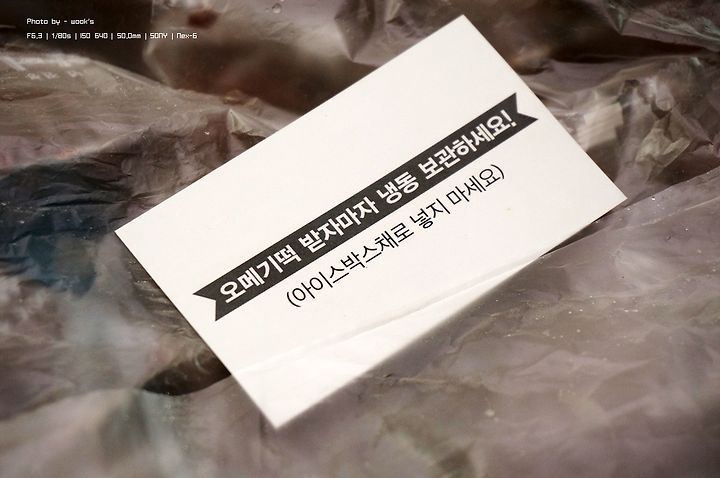 Photo by - wook's
F6.3 | 1/80s | ISO 640 | 50.0mm | SONY | Nex-6
오메기떡 받자마자 냉동 보관하세요!
(아이스박스채로 넣지 마세요)